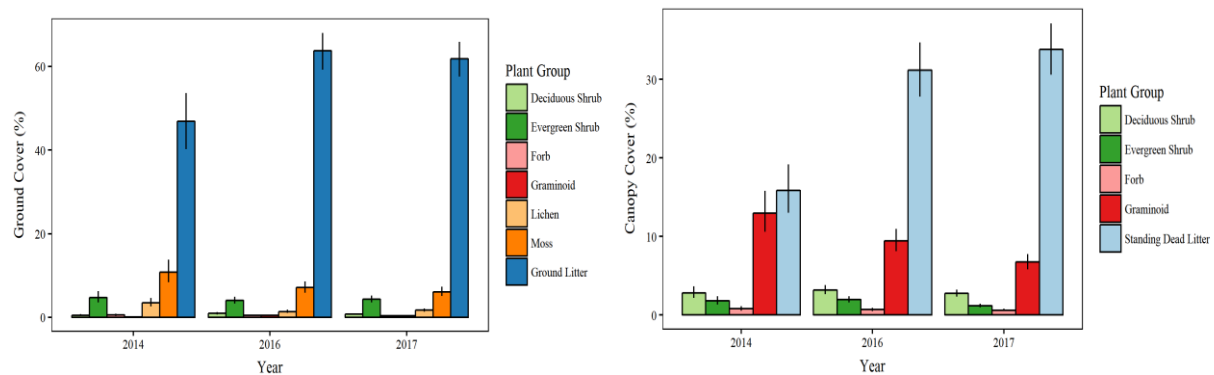 Ground Cover (%)
60
40
20
0
2014
2016
2017
Year
Plant Group
Deciduous Shrub
Evergreen Shrub
Forb
Graminoid
Lichen
Moss
Ground Litter
Canopy Cover (%)
30
20
10
0
2014
2016
2017
Year
Plant Group
Deciduous Shrub
Evergreen Shrub
Forb
Graminoid
Standing Dead Litter